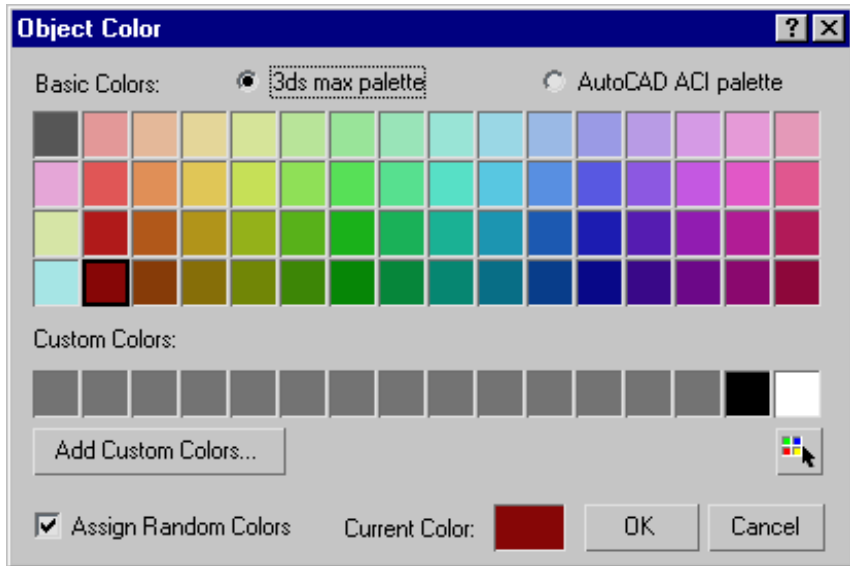 Object Color
Basic Colors: 3ds max palette AutoCAD ACI palette
Custom Colors:
Add Custom Colors...
Assign Random Colors Current Color: OK Cancel